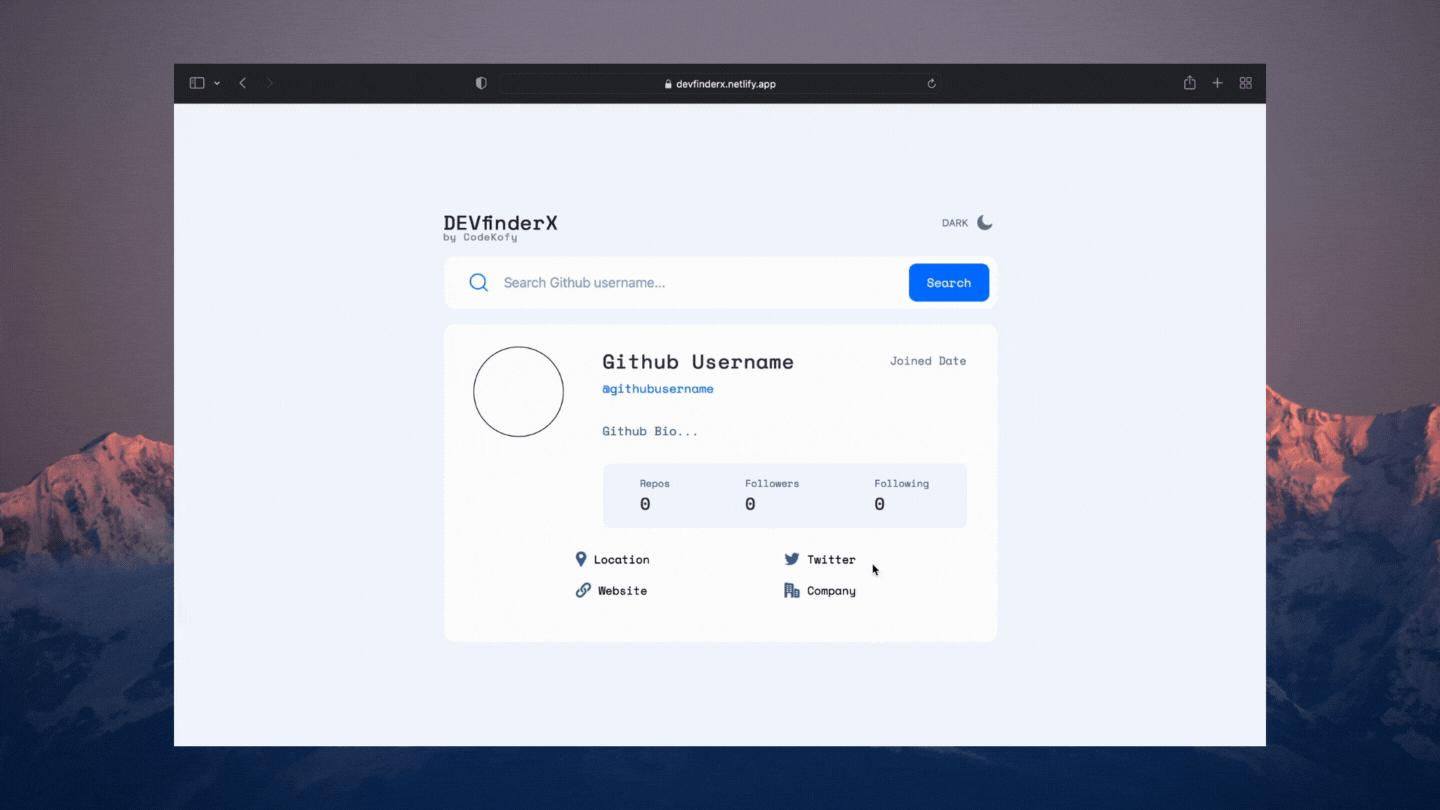 devfinderx.netlify.app
DEVfinderX
by CodeKofy
DARK
Search Github username...
Search
Github Username
Joined Date
@githubusername
Github Bio...
Repos Followers Following
0 0 0
Location Twitter
Website Company